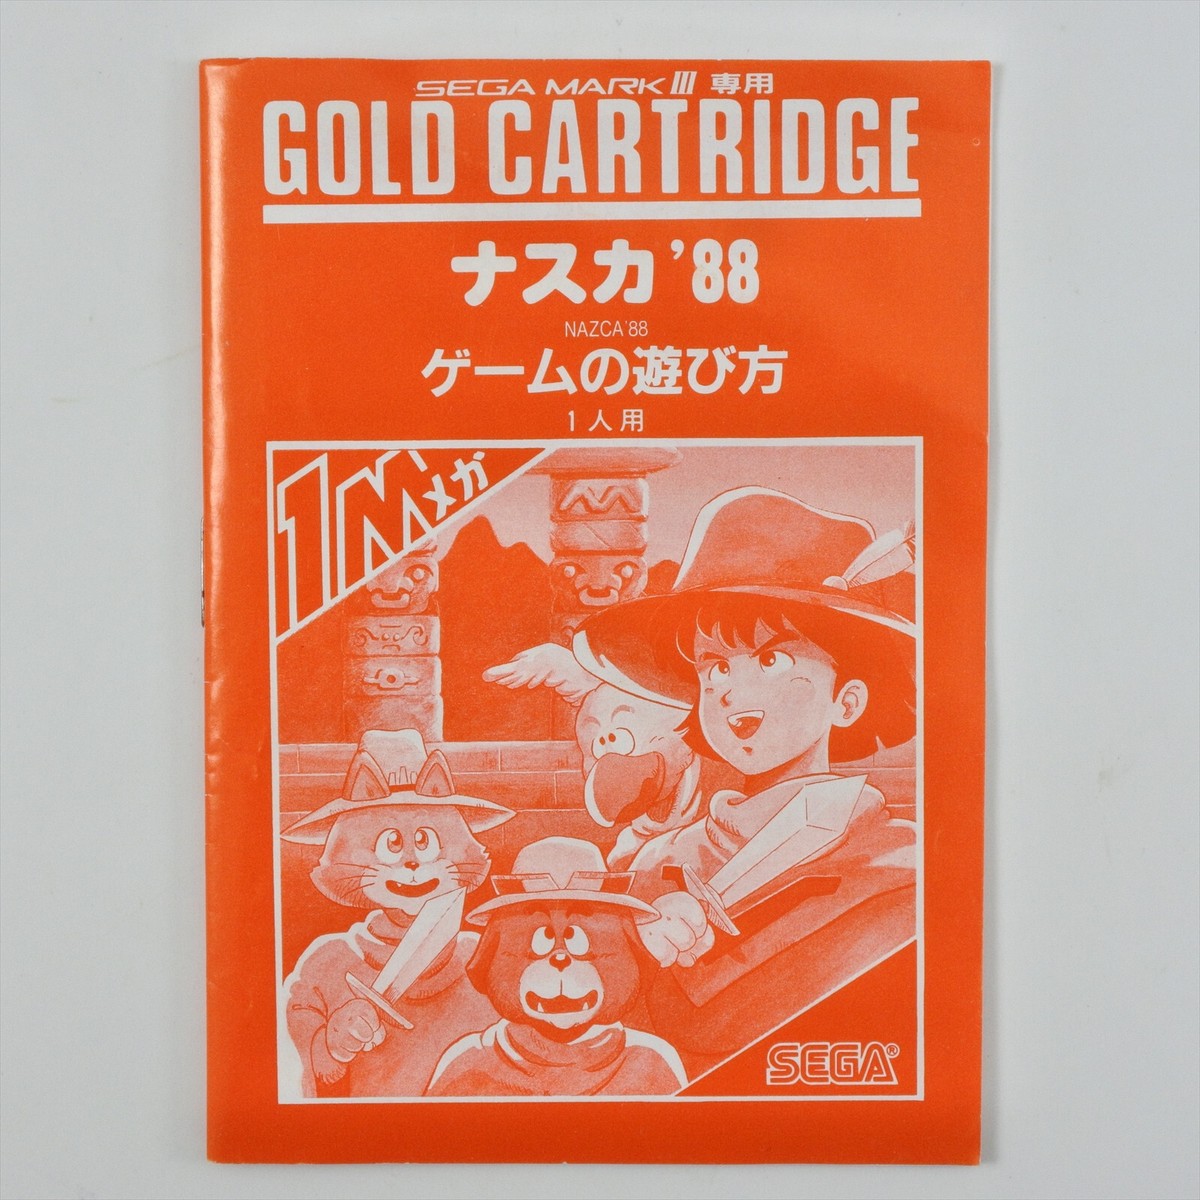 SEGA MARK III 専用
GOLD CARTRIDGE
ナスカ'88
NAZCA'88
ゲームの遊び方
1人用
1Mメガ
SEGA®